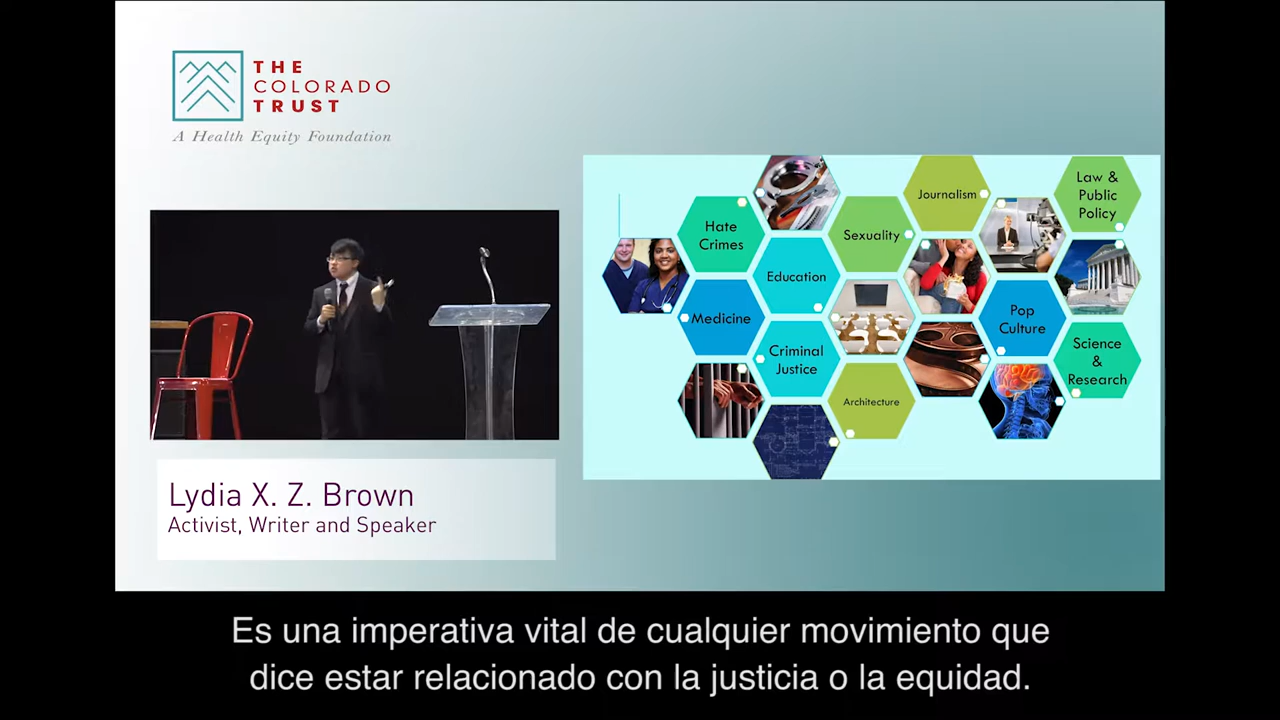 THE
COLORADO
TRUST
A Health Equity Foundation
Hate
Crimes
Medicine
Education
Criminal
Justice
Sexuality
Architecture
Journalism
Pop
Culture
Law &
Public
Policy
Science
&
Research
Lydia X. Z. Brown
Activist, Writer and Speaker
Es una imperativa vital de cualquier movimiento que
dice estar relacionado con la justicia o la equidad.